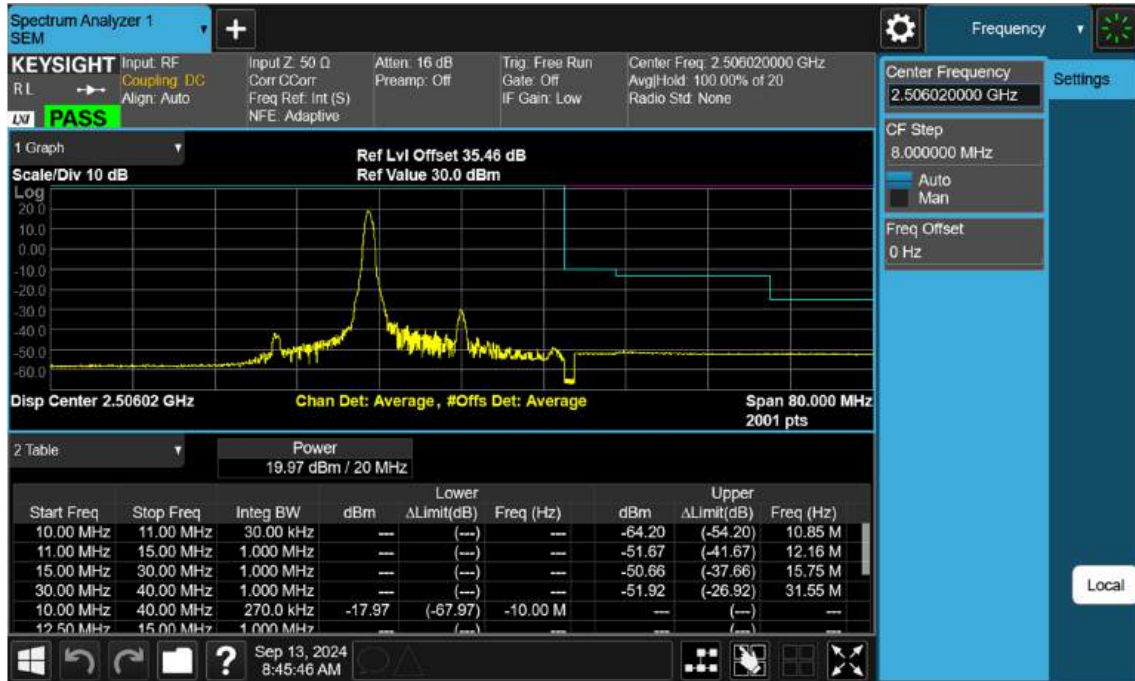 Spectrum Analyzer 1
SEM
+
Frequency
KEYSIGHT
RL
LXI
PASS
Input: RF
Coupling: DC
Align: Auto
Input Z: 50 Ω
Corr CCorr
Freq Ref: Int (S)
NFE: Adaptive
Atten: 16 dB
Preamp: Off
Trig: Free Run
Gate: Off
IF Gain: Low
Center Freq: 2.506020000 GHz
Avg|Hold: 100.00% of 20
Radio Std: None
Center Frequency
2.506020000 GHz
Settings
CF Step
8.000000 MHz
Auto
Man
Freq Offset
0 Hz
Local
1 Graph
Scale/Div 10 dB
Ref Lvl Offset 35.46 dB
Ref Value 30.0 dBm
Log
20.0
10.0
0.00
-10.0
-20.0
-30.0
-40.0
-50.0
-60.0
Disp Center 2.50602 GHz
Chan Det: Average, #Offs Det: Average
Span 80.000 MHz
2001 pts
2 Table
Power
19.97 dBm / 20 MHz
Lower Upper
Start Freq Stop Freq Integ BW dBm ΔLimit(dB) Freq (Hz) dBm ΔLimit(dB) Freq (Hz)
10.00 MHz 11.00 MHz 30.00 kHz --- (---) --- -64.20 (-54.20) 10.85 M
11.00 MHz 15.00 MHz 1.000 MHz --- (---) --- -51.67 (-41.67) 12.16 M
15.00 MHz 30.00 MHz 1.000 MHz --- (---) --- -50.66 (-37.66) 15.75 M
30.00 MHz 40.00 MHz 1.000 MHz --- (---) --- -51.92 (-26.92) 31.55 M
10.00 MHz 40.00 MHz 270.0 kHz -17.97 (-67.97) -10.00 M --- (---) ---
12.50 MHz 15.00 MHz 1.000 MHz --- (---) --- --- (---) ---
?
Sep 13, 2024
8:45:46 AM